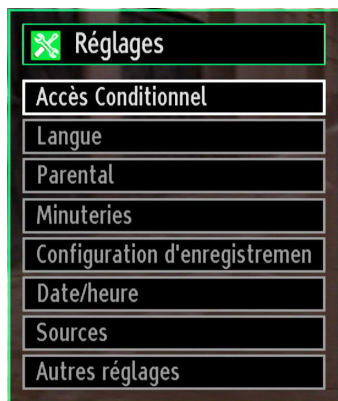 Réglages
Accès Conditionnel
Langue
Parental
Minuteries
Configuration d'enregistremen
Date/heure
Sources
Autres réglages